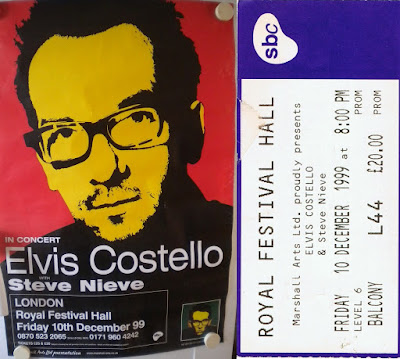 IN CONCERT
Elvis Costello
WITH
Steve Nieve
LONDON
Royal Festival Hall
Friday 10th December 99
0870 523 2665
0171 960 4242
sbc
ROYAL FESTIVAL HALL
Marshall Arts Ltd. proudly presents
ELVIS COSTELLO
& Steve Nieve
FRIDAY 10 DECEMBER 1999 at 8:00 PM
LEVEL 6 PROM
BALCONY L44 £20.00 PROM